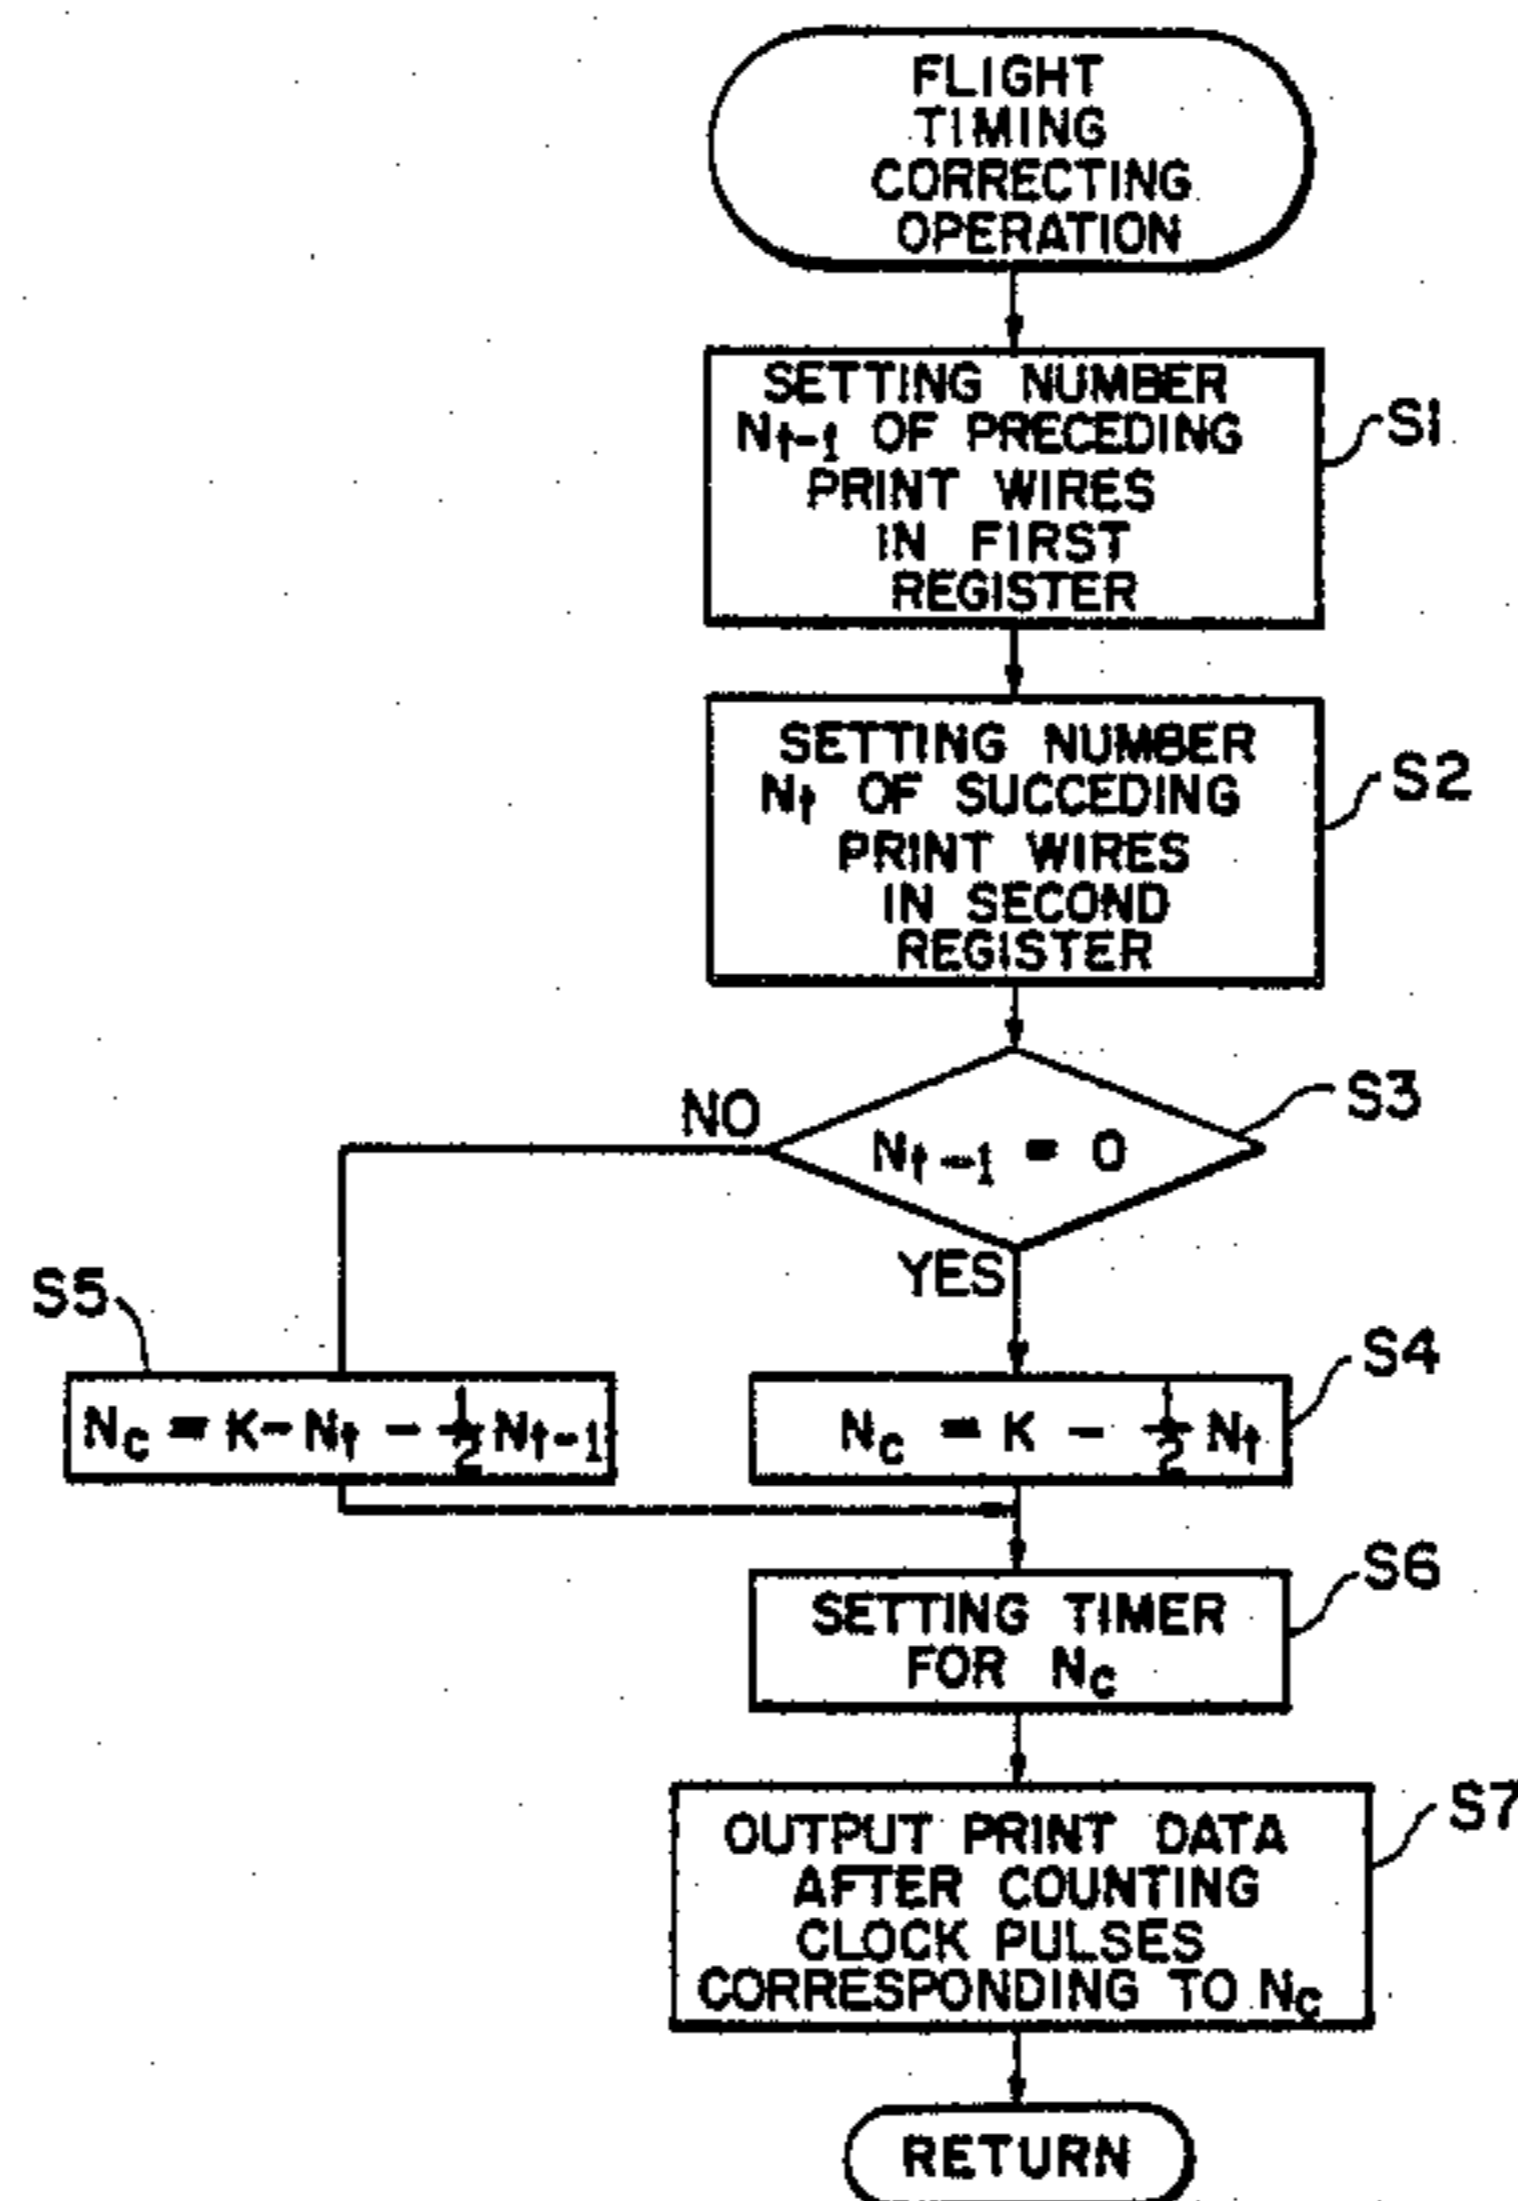 FLIGHT
TIMING
CORRECTING
OPERATION
SETTING NUMBER
Nt-1 OF PRECEDING
PRINT WIRES
IN FIRST
REGISTER
S1
SETTING NUMBER
Nt OF SUCCEDING
PRINT WIRES
IN SECOND
REGISTER
S2
Nt-1 = 0
S3
NO
YES
S5
Nc = K - Nt - 1/2 Nt-1
Nc = K - 1/2 Nt
S4
SETTING TIMER
FOR Nc
S6
OUTPUT PRINT DATA
AFTER COUNTING
CLOCK PULSES
CORRESPONDING TO Nc
S7
RETURN